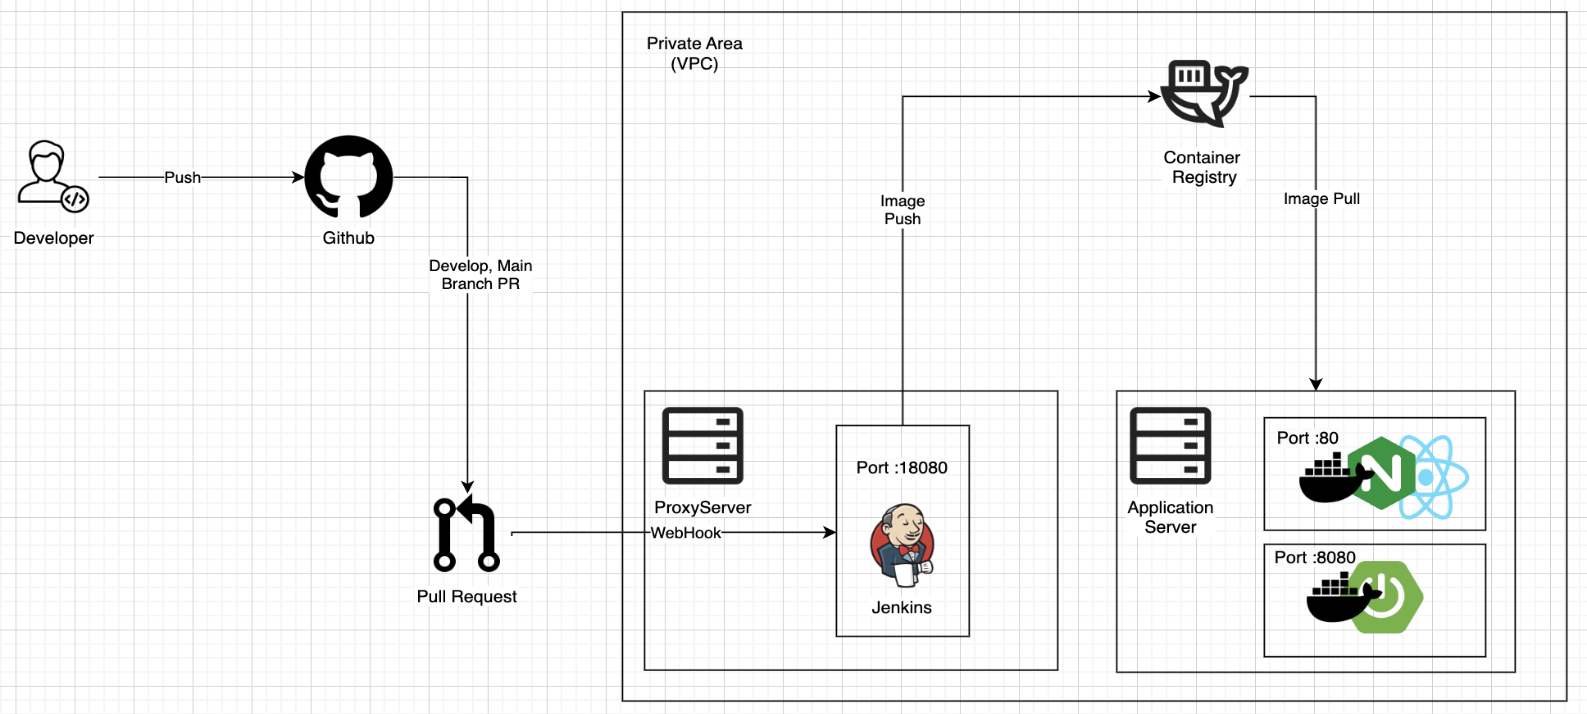 Private Area
(VPC)
Developer
Push
Github
Develop, Main
Branch PR
Pull Request
WebHook
ProxyServer
Port :18080
Jenkins
Image
Push
Container
Registry
Image Pull
Application
Server
Port :80
N
Port :8080